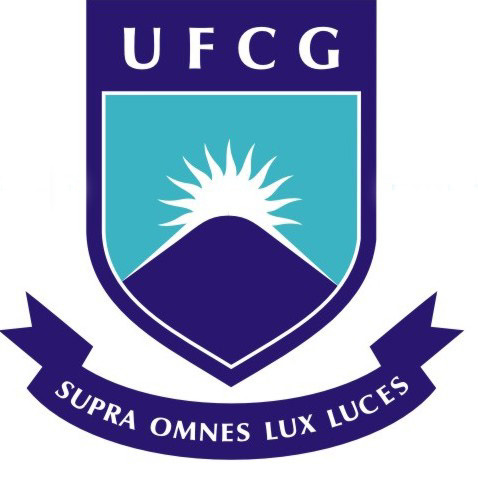 UFCG
SUPRA OMNES LUX LUCES